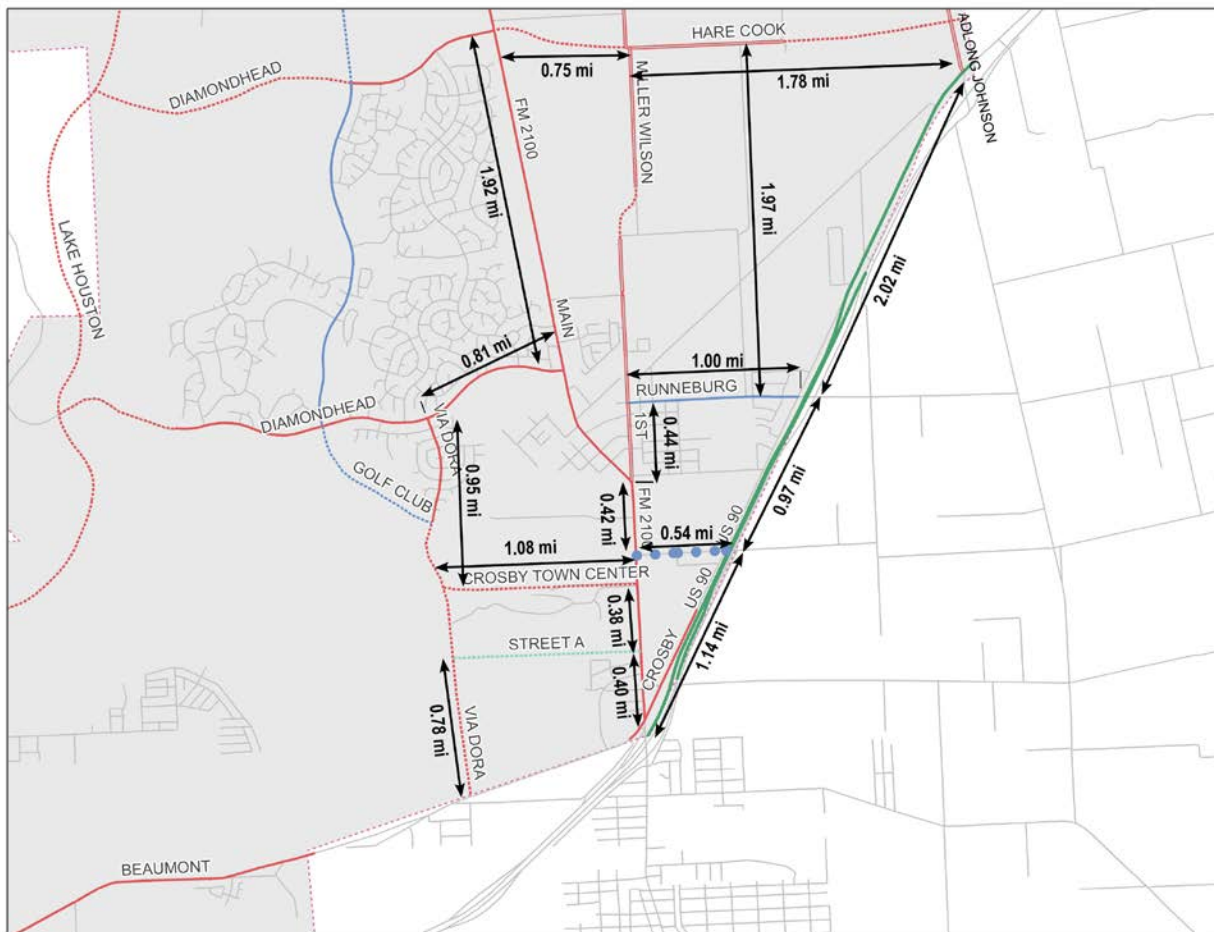 HARE COOK
ADLONG JOHNSON
0.75 mi
MILLER WILSON
1.78 mi
DIAMONDHEAD
FM 2100
1.92 mi
1.97 mi
LAKE HOUSTON
2.02 mi
MAIN
0.81 mi
1.00 mi
RUNNEBURG
DIAMONDHEAD
VIA DORA
1ST
0.44 mi
0.95 mi
GOLF CLUB
0.42 mi
FM 2100
0.97 mi
US 90
0.54 mi
1.08 mi
CROSBY TOWN CENTER
US 90
0.38 mi
1.14 mi
STREET A
CROSBY
0.40 mi
0.78 mi
VIA DORA
BEAUMONT